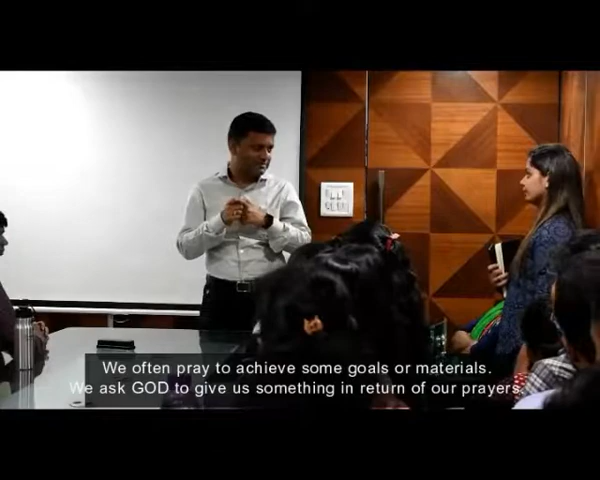 We often pray to achieve some goals or materials.
We ask GOD to give us something in return of our prayers.